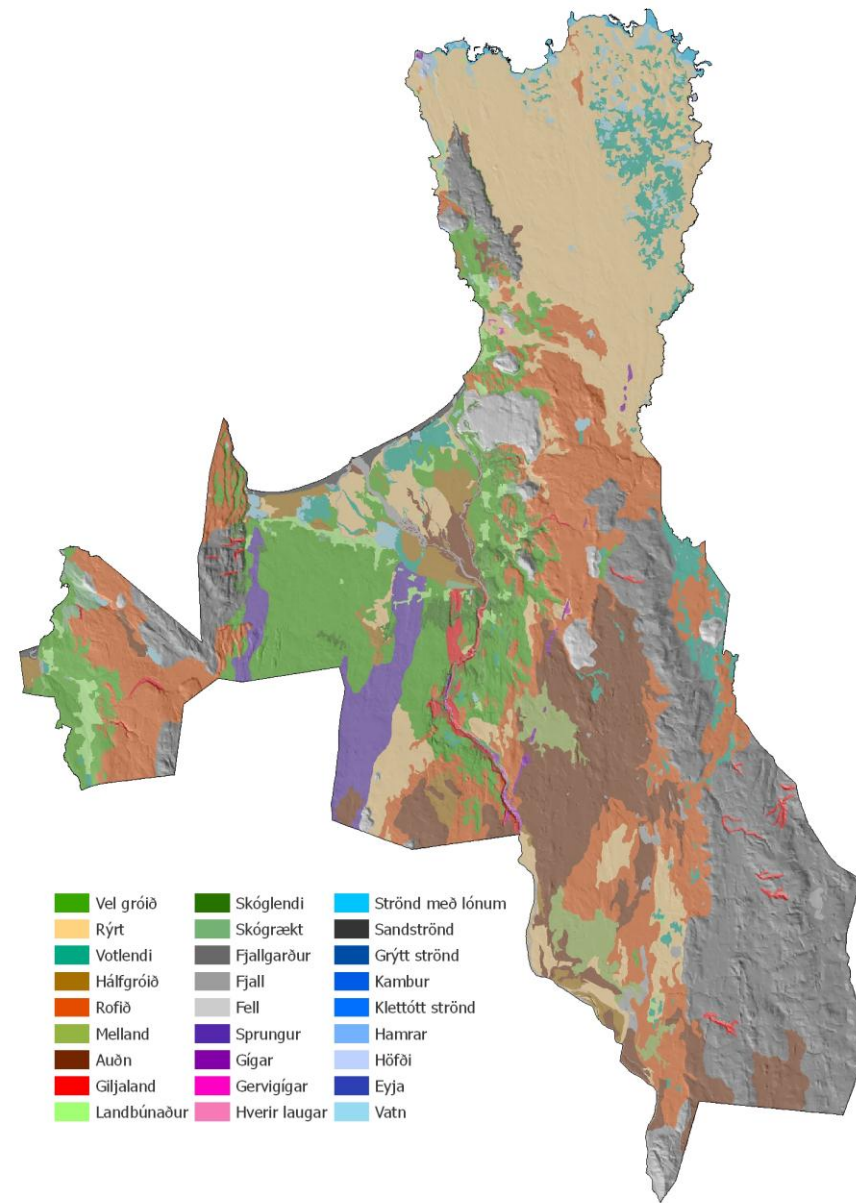 Vel gróið
Rýrt
Votlendi
Hálfgróið
Rofið
Melland
Auðn
Giljaland
Landbúnaður
Skóglendi
Skógrækt
Fjallgarður
Fjall
Fell
Sprungur
Gígar
Gervigígar
Hverir laugar
Strönd með lónum
Sandströnd
Grýtt strönd
Kambur
Klettótt strönd
Hamrar
Höfði
Eyja
Vatn